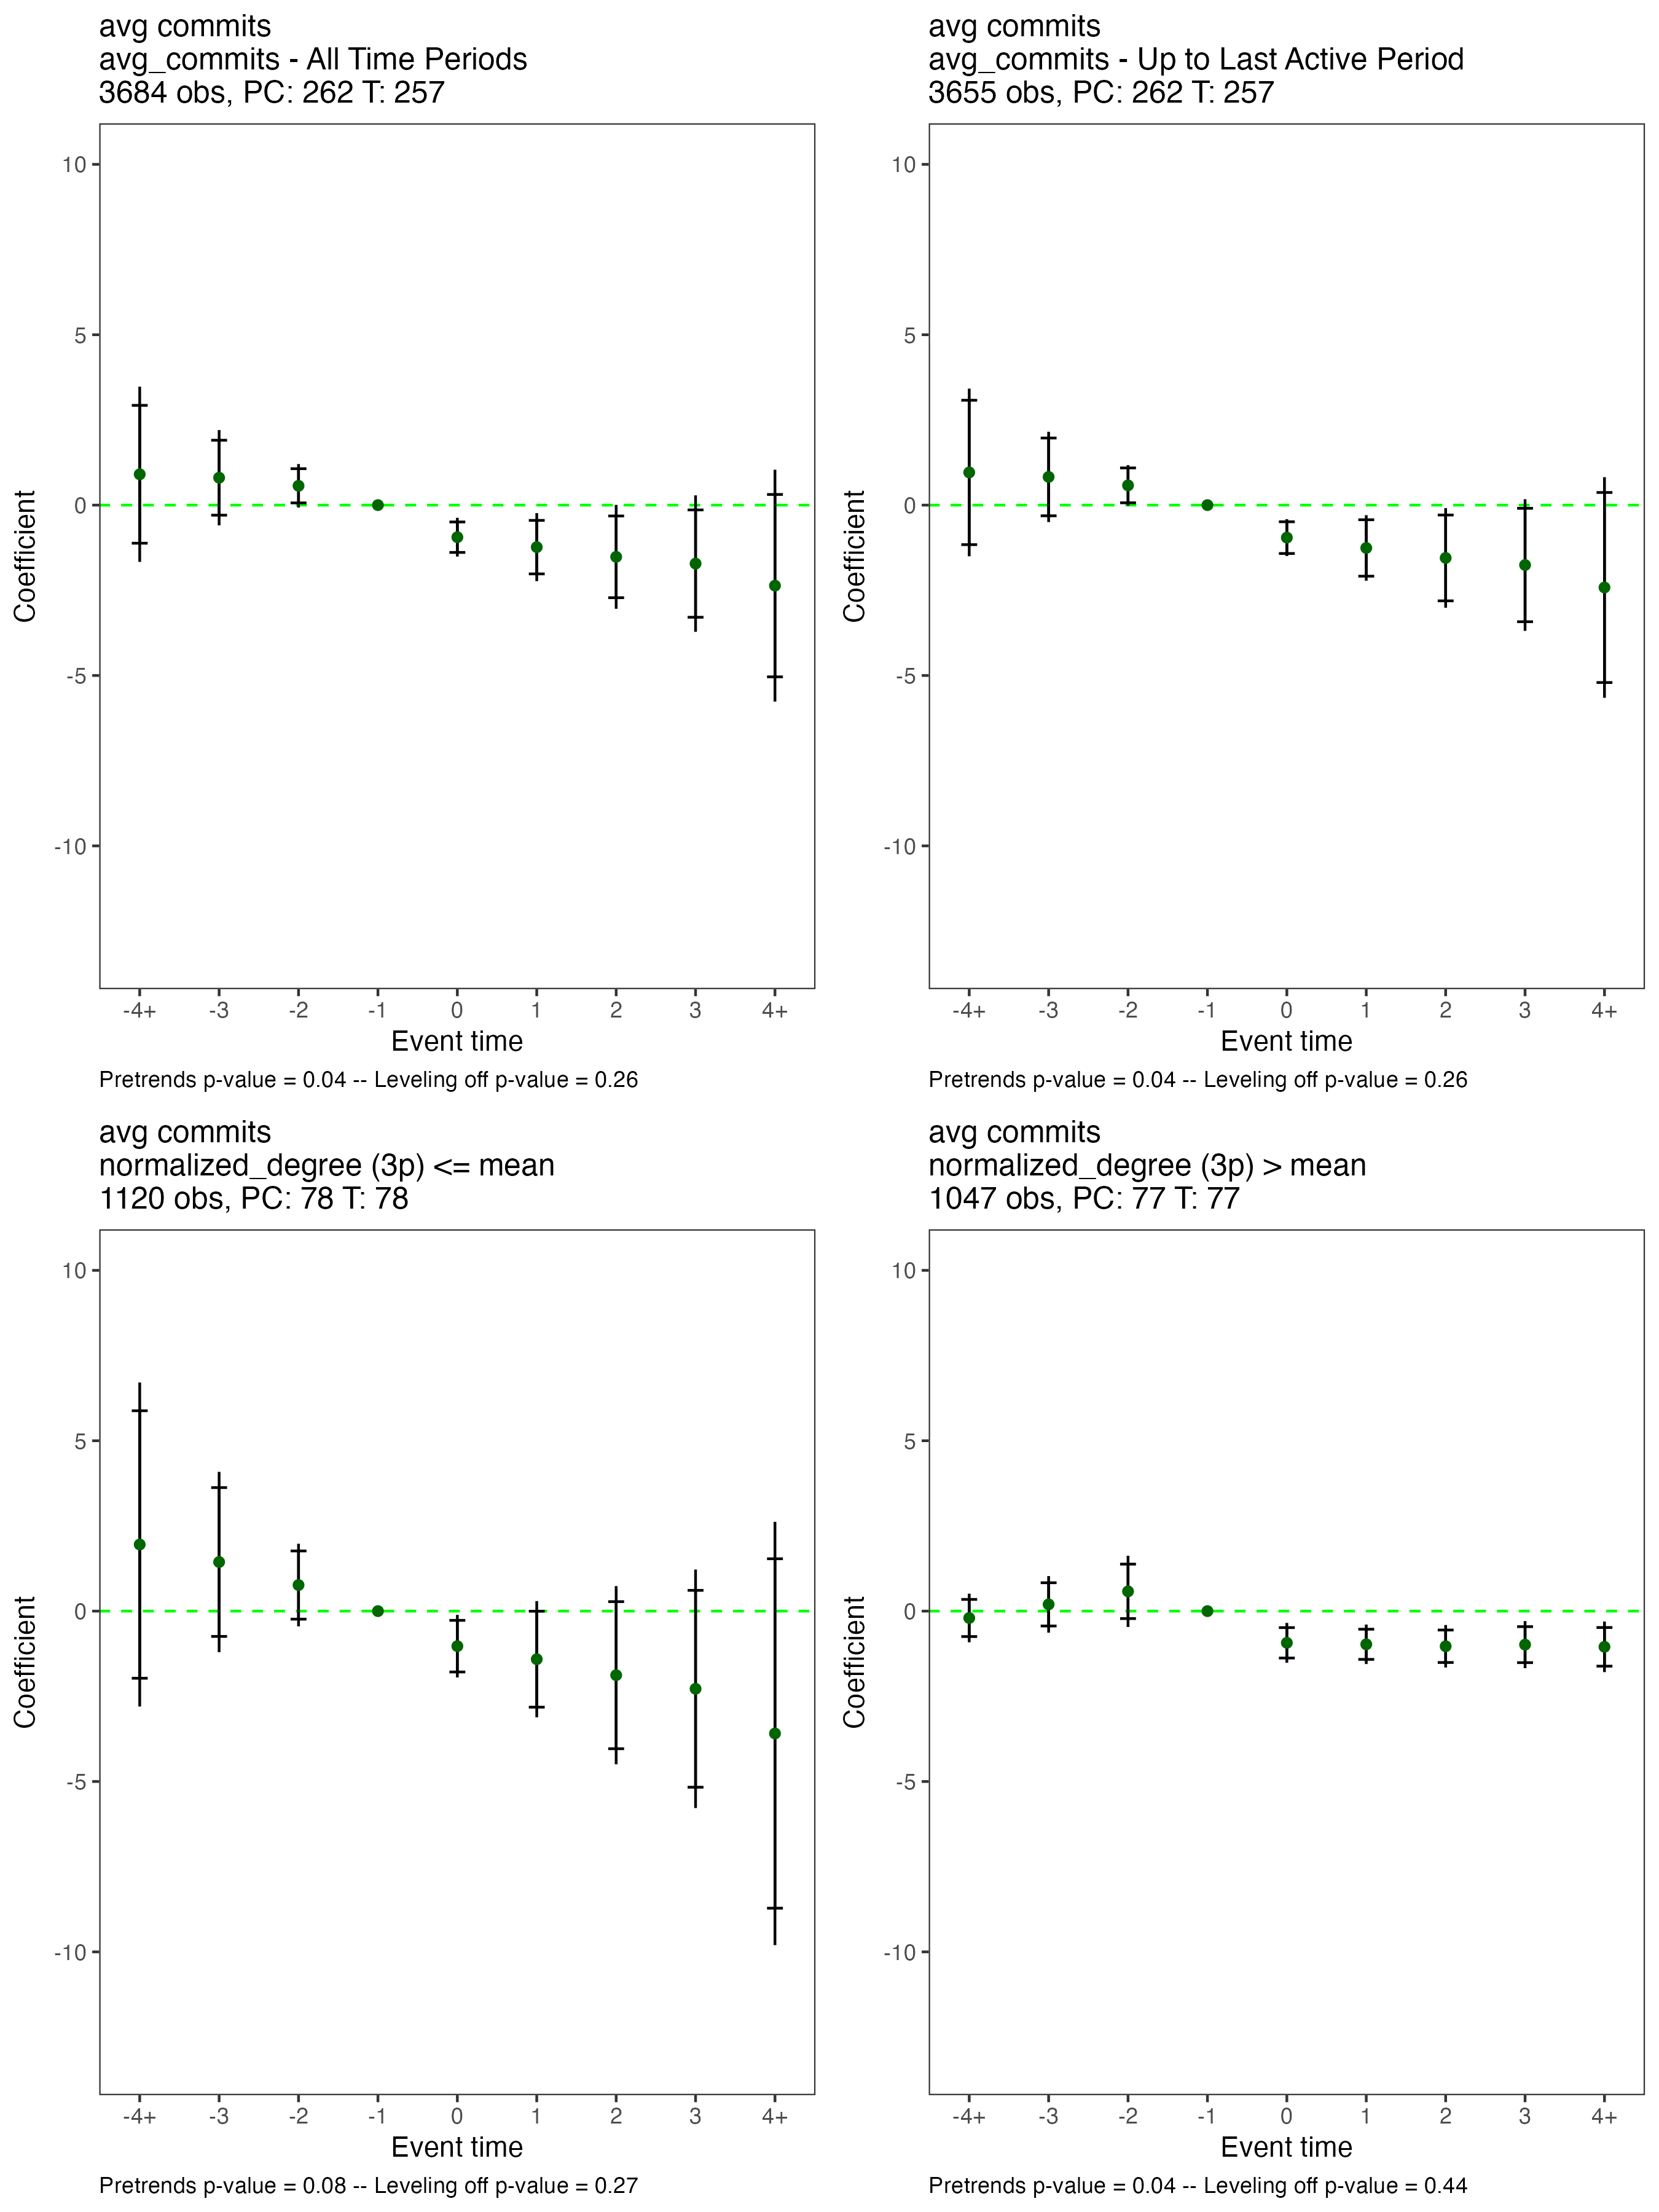 avg commits
avg_commits - All Time Periods
3684 obs, PC: 262 T: 257
10
5
0
-5
-10
Coefficient
-4+ -3 -2 -1 0 1 2 3 4+
Event time
Pretrends p-value = 0.04 -- Leveling off p-value = 0.26
avg commits
avg_commits - Up to Last Active Period
3655 obs, PC: 262 T: 257
10
5
0
-5
-10
Coefficient
-4+ -3 -2 -1 0 1 2 3 4+
Event time
Pretrends p-value = 0.04 -- Leveling off p-value = 0.26
avg commits
normalized_degree (3p) <= mean
1120 obs, PC: 78 T: 78
10
5
0
-5
-10
Coefficient
-4+ -3 -2 -1 0 1 2 3 4+
Event time
Pretrends p-value = 0.08 -- Leveling off p-value = 0.27
avg commits
normalized_degree (3p) > mean
1047 obs, PC: 77 T: 77
10
5
0
-5
-10
Coefficient
-4+ -3 -2 -1 0 1 2 3 4+
Event time
Pretrends p-value = 0.04 -- Leveling off p-value = 0.44